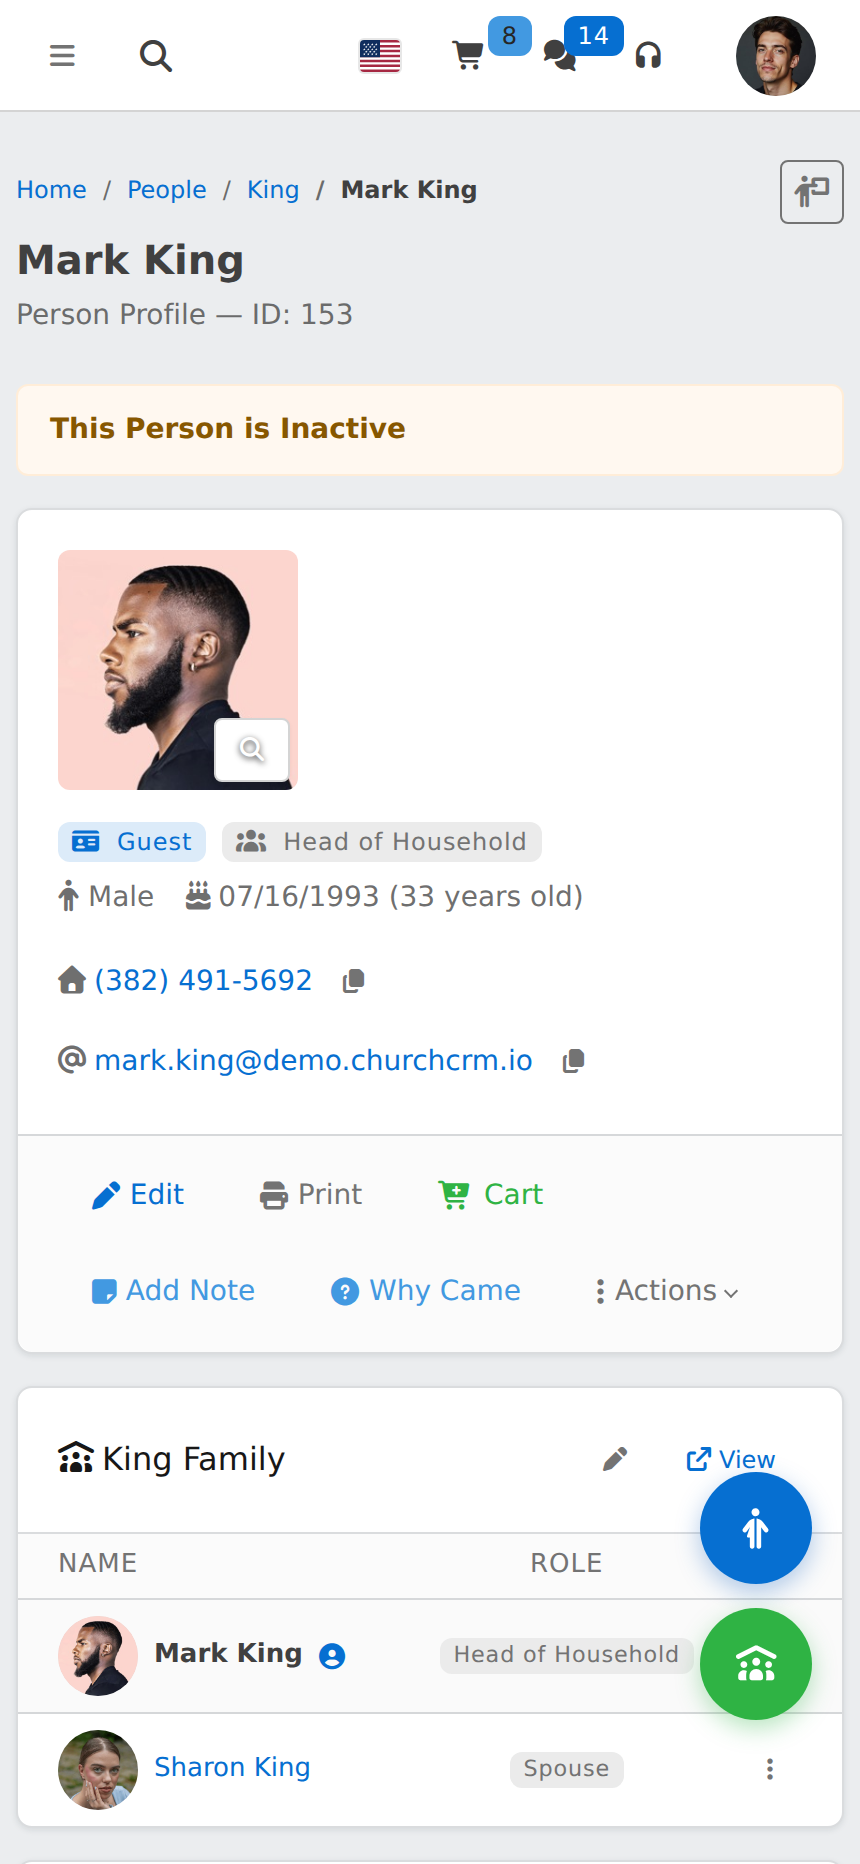 8
14
Home / People / King / Mark King
Mark King
Person Profile — ID: 153
This Person is Inactive
Guest Head of Household
Male 07/16/1993 (33 years old)
(382) 491-5692
mark.king@demo.churchcrm.io
Edit Print Cart
Add Note Why Came Actions
King Family View
NAME ROLE
Mark King Head of Household
Sharon King Spouse